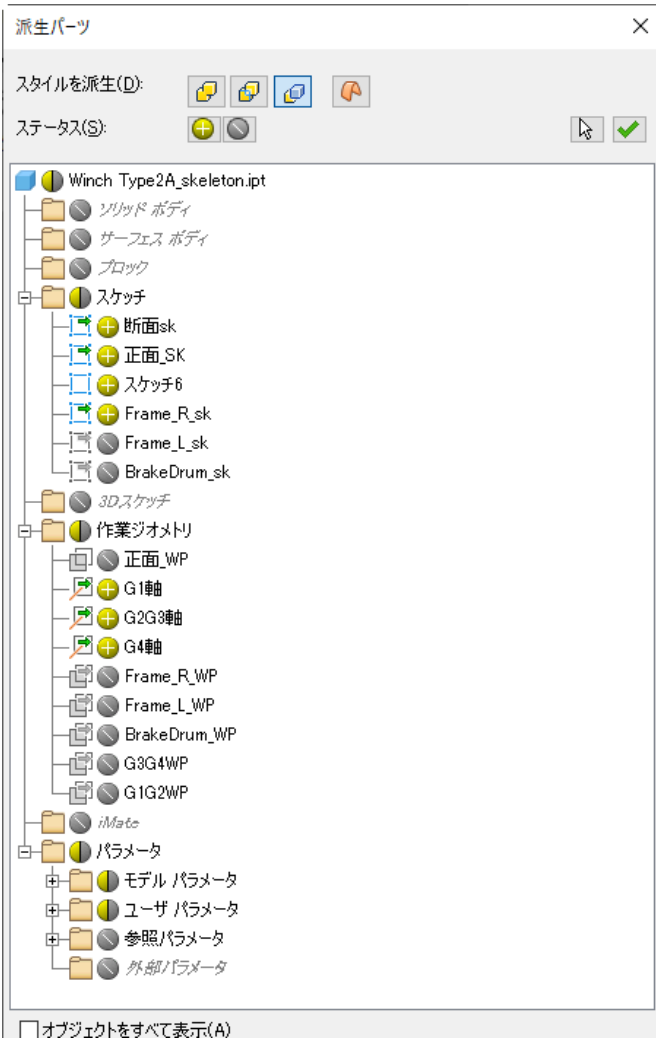 派生パーツ
スタイルを派生(D):
ステータス(S):
Winch Type2A_skeleton.ipt
ソリッド ボディ
サーフェス ボディ
ブロック
スケッチ
断面sk
正面_SK
スケッチ6
Frame_R_sk
Frame_L_sk
BrakeDrum_sk
3Dスケッチ
作業ジオメトリ
正面_WP
G1軸
G2G3軸
G4軸
Frame_R_WP
Frame_L_WP
BrakeDrum_WP
G3G4WP
G1G2WP
iMate
パラメータ
モデル パラメータ
ユーザ パラメータ
参照パラメータ
外部パラメータ
オブジェクトをすべて表示(A)